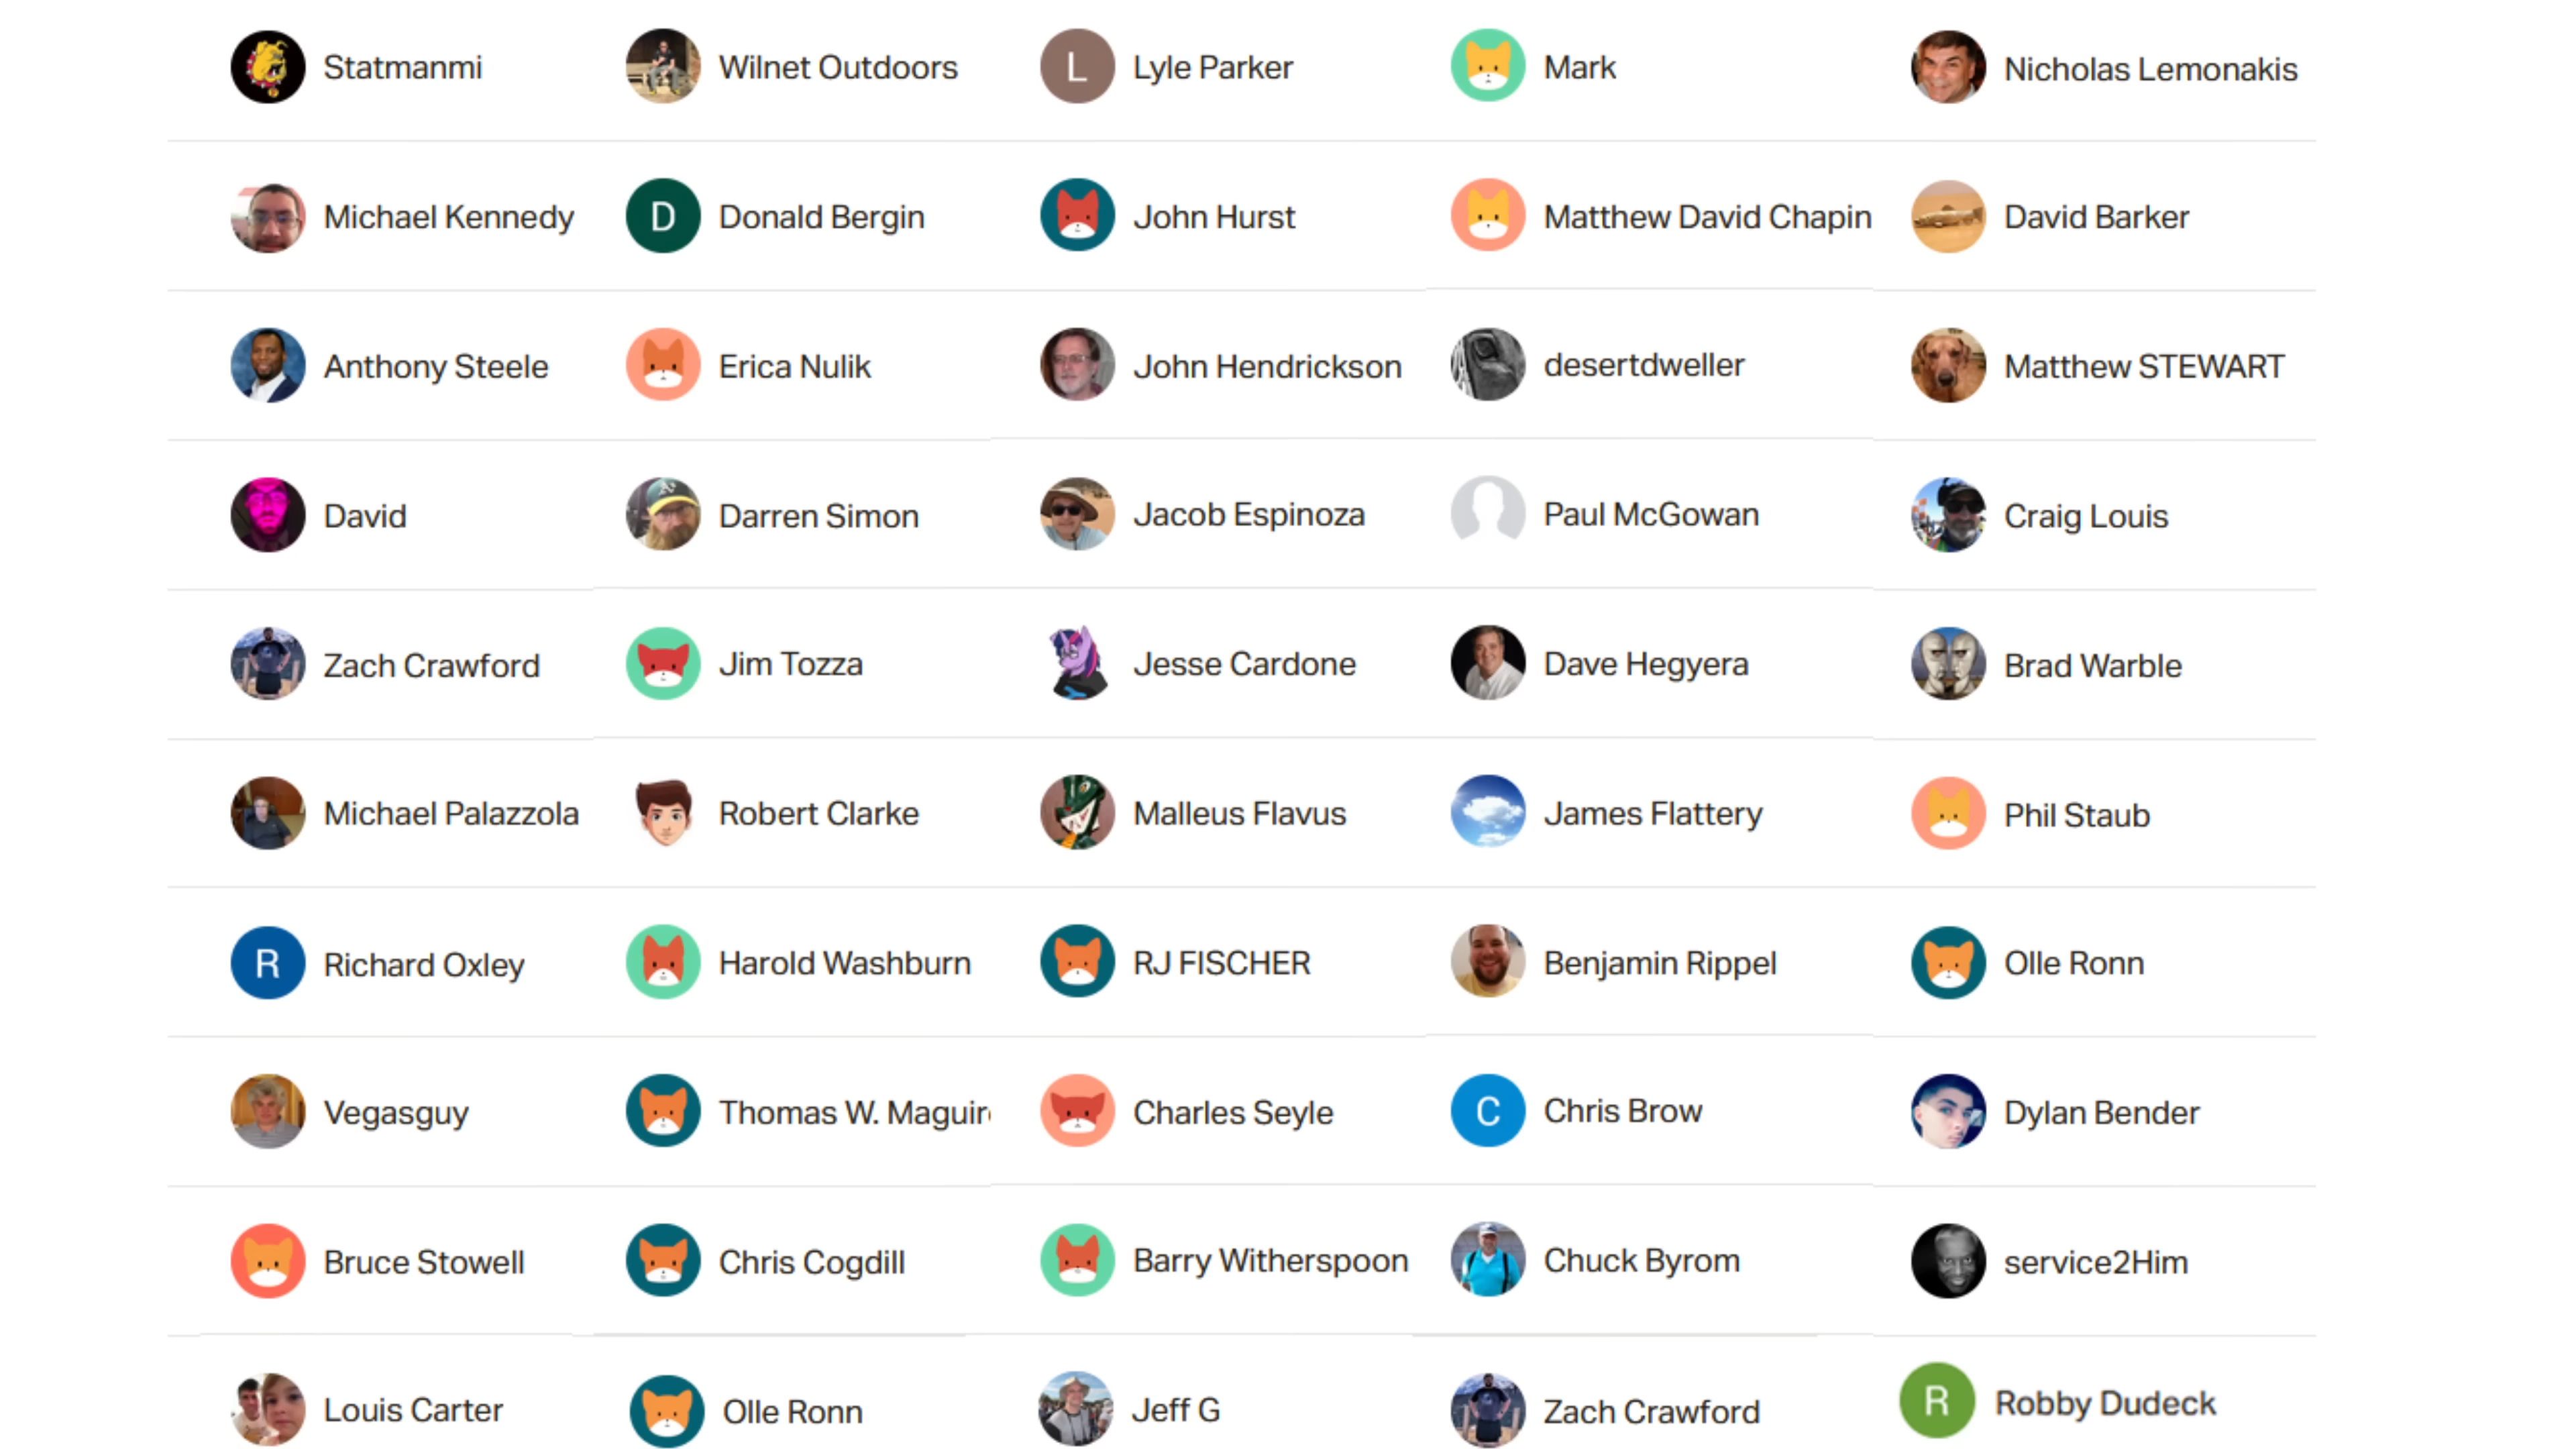 Statmanmi
Wilnet Outdoors
L
Lyle Parker
Mark
Nicholas Lemonakis
Michael Kennedy
D
Donald Bergin
John Hurst
Matthew David Chapin
David Barker
Anthony Steele
Erica Nulik
John Hendrickson
desertdweller
Matthew STEWART
David
Darren Simon
Jacob Espinoza
Paul McGowan
Craig Louis
Zach Crawford
Jim Tozza
Jesse Cardone
Dave Hegyera
Brad Warble
Michael Palazzola
Robert Clarke
Malleus Flavus
James Flattery
Phil Staub
R
Richard Oxley
Harold Washburn
RJ FISCHER
Benjamin Rippel
Olle Ronn
Vegasguy
Thomas W. Maguir
Charles Seyle
C
Chris Brow
Dylan Bender
Bruce Stowell
Chris Cogdill
Barry Witherspoon
Chuck Byrom
service2Him
Louis Carter
Olle Ronn
Jeff G
Zach Crawford
R
Robby Dudeck